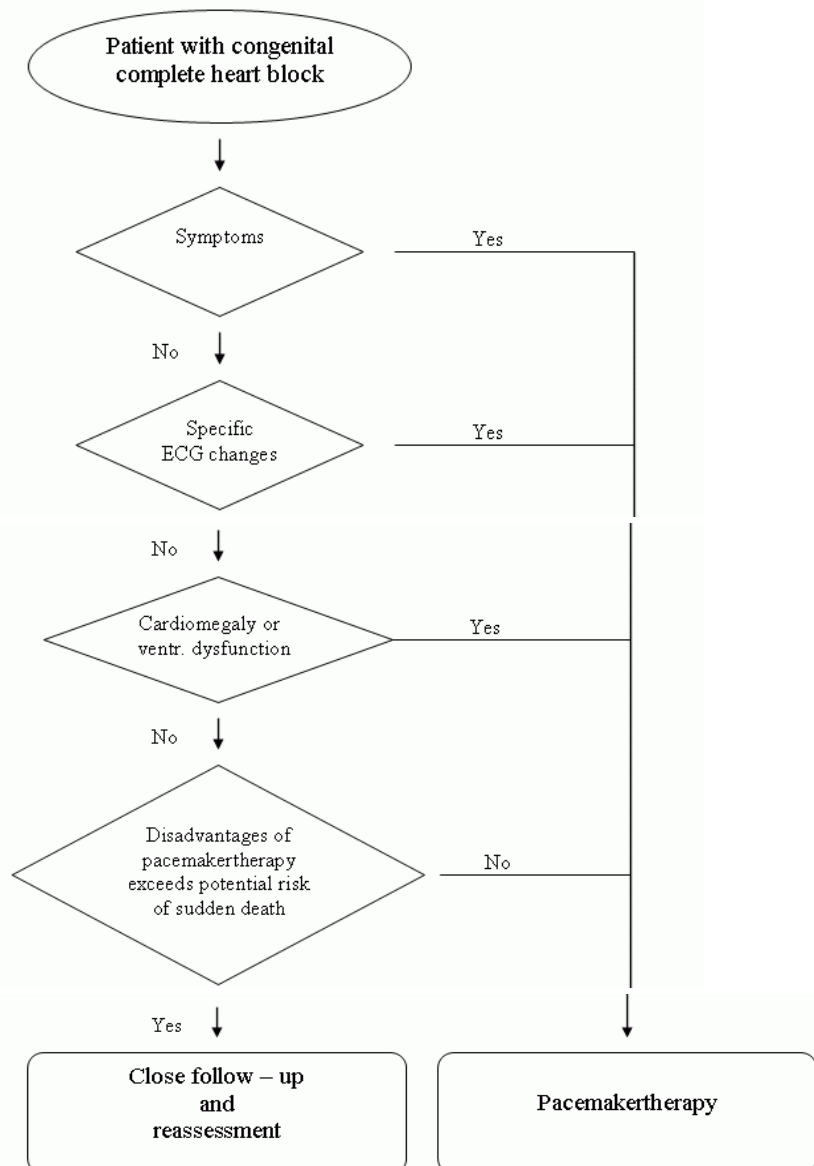 Patient with congenital
complete heart block
Symptoms
Yes
No
Specific
ECG changes
Yes
No
Cardiomegaly or
ventr. dysfunction
Yes
No
Disadvantages of
pacemakertherapy
exceeds potential risk
of sudden death
No
Yes
Close follow – up
and
reassessment
Pacemakertherapy